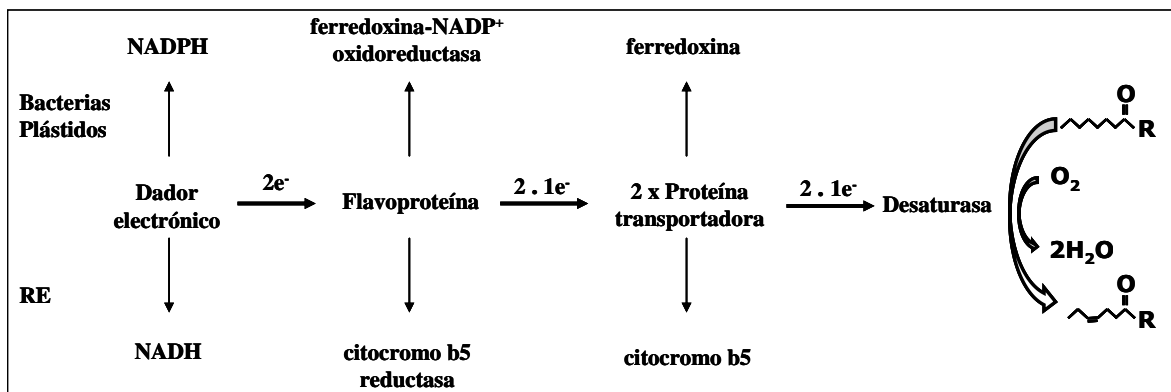 NADPH
ferredoxina-NADP⁺
oxidoreductasa
ferredoxina
Bacterias
Plástidos
O
R
Dador
electrónico
2e⁻
Flavoproteína
2 . 1e⁻
2 x Proteína
transportadora
2 . 1e⁻
Desaturasa
O₂
2H₂O
RE
O
R
NADH
citocromo b5
reductasa
citocromo b5